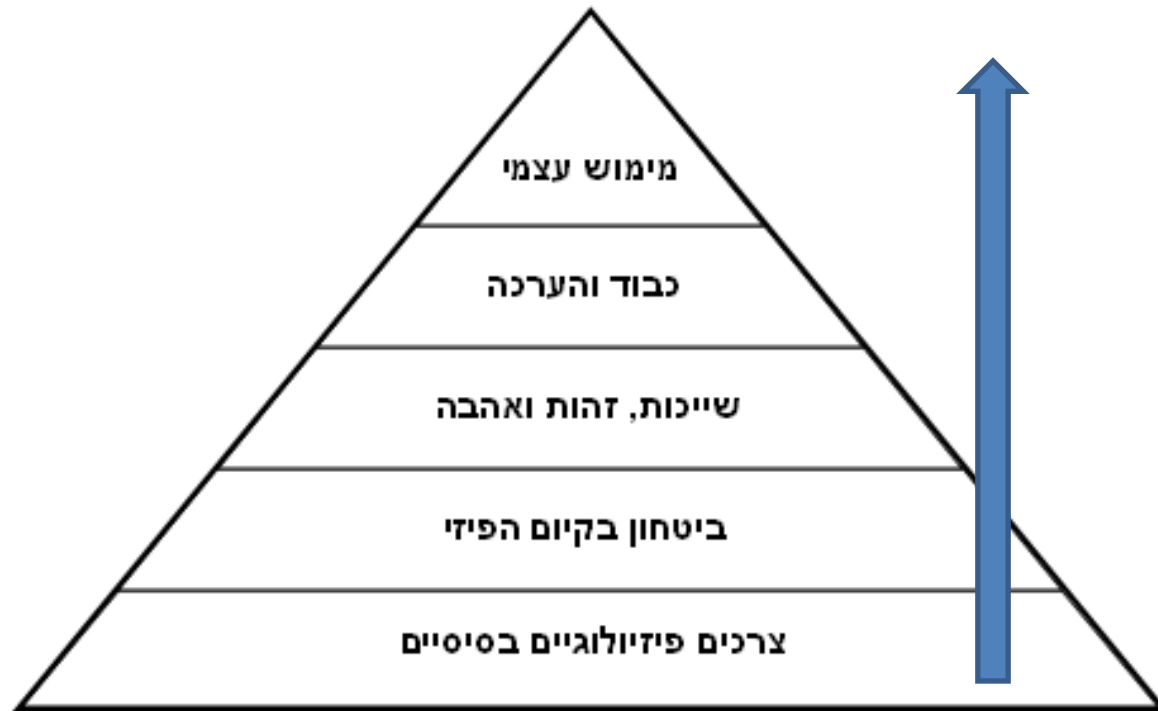 מימוש עצמי
כבוד והערכה
שייכות, זהות ואהבה
ביטחון בקיום הפיזי
צרכים פיזיולוגיים בסיסיים